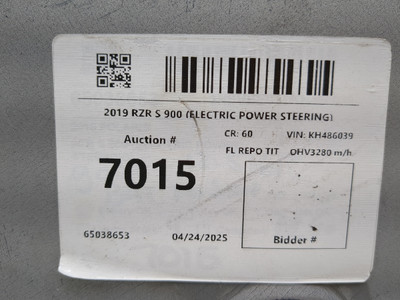 2019 RZR S 900 (ELECTRIC POWER STEERING)
Auction # CR: 60 VIN: KH486039
7015 FL REPO TIT OHV3280 m/h
65038653 04/24/2025 Bidder #